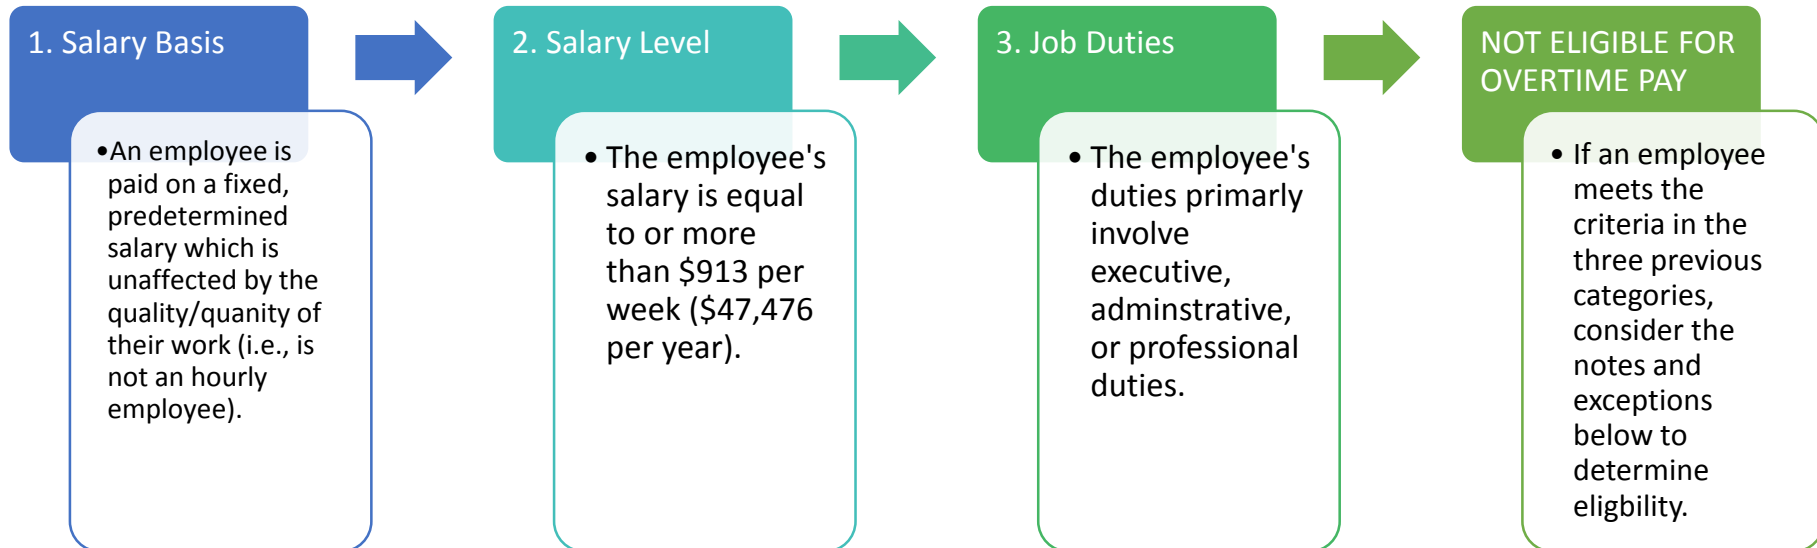 1. Salary Basis
•An employee is
paid on a fixed,
predetermined
salary which is
unaffected by the
quality/quanity of
their work (i.e., is
not an hourly
employee).
2. Salary Level
• The employee's
salary is equal
to or more
than $913 per
week ($47,476
per year).
3. Job Duties
• The employee's
duties primarly
involve
executive,
adminstrative,
or professional
duties.
NOT ELIGIBLE FOR
OVERTIME PAY
• If an employee
meets the
criteria in the
three previous
categories,
consider the
notes and
exceptions
below to
determine
eligbility.